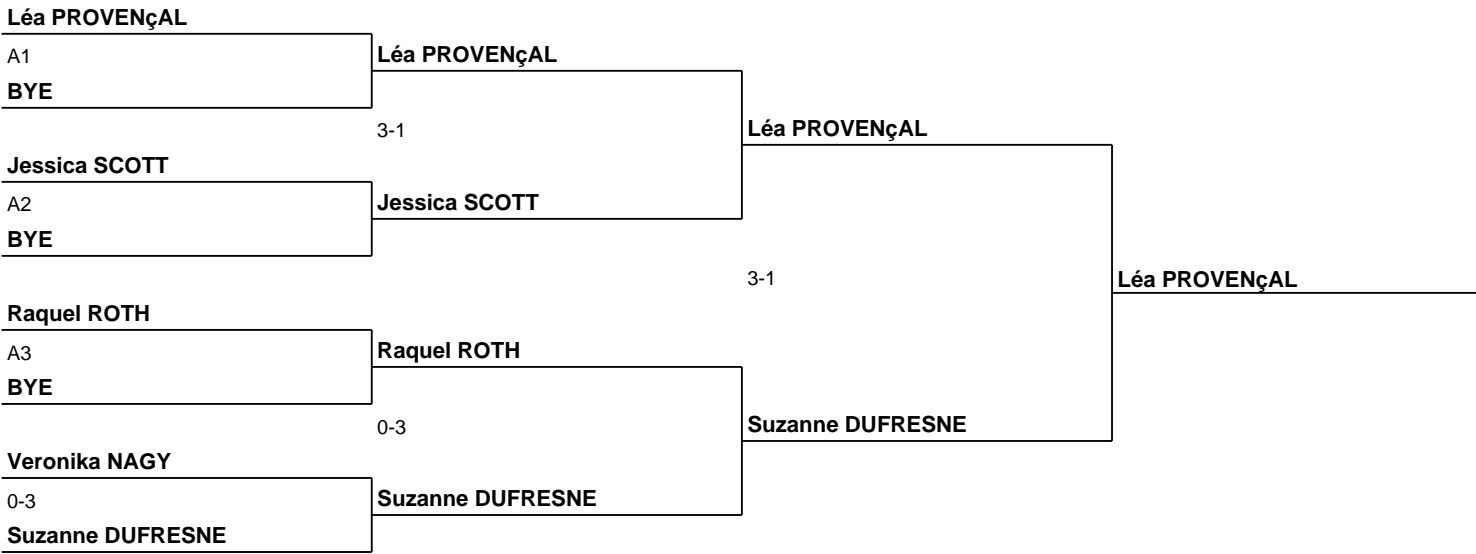 Léa PROVENçAL
A1
BYE
Léa PROVENçAL
3-1
Léa PROVENçAL
Jessica SCOTT
A2
BYE
Jessica SCOTT
3-1
Léa PROVENçAL
Raquel ROTH
A3
BYE
Raquel ROTH
0-3
Suzanne DUFRESNE
Veronika NAGY
0-3
Suzanne DUFRESNE
Suzanne DUFRESNE